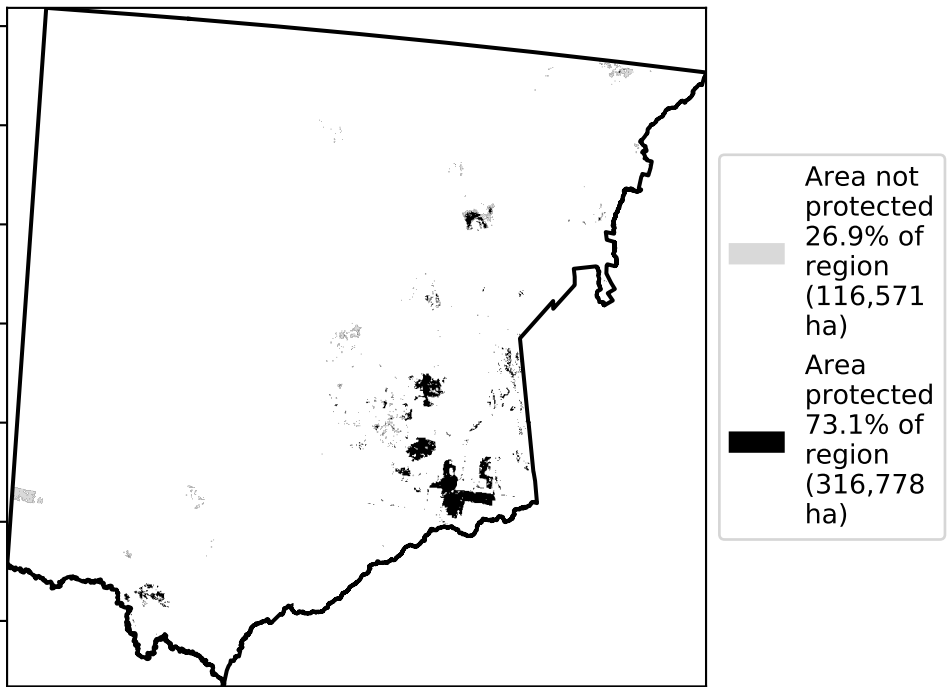 Area not
protected
26.9% of
region
(116,571
ha)
Area
protected
73.1% of
region
(316,778
ha)